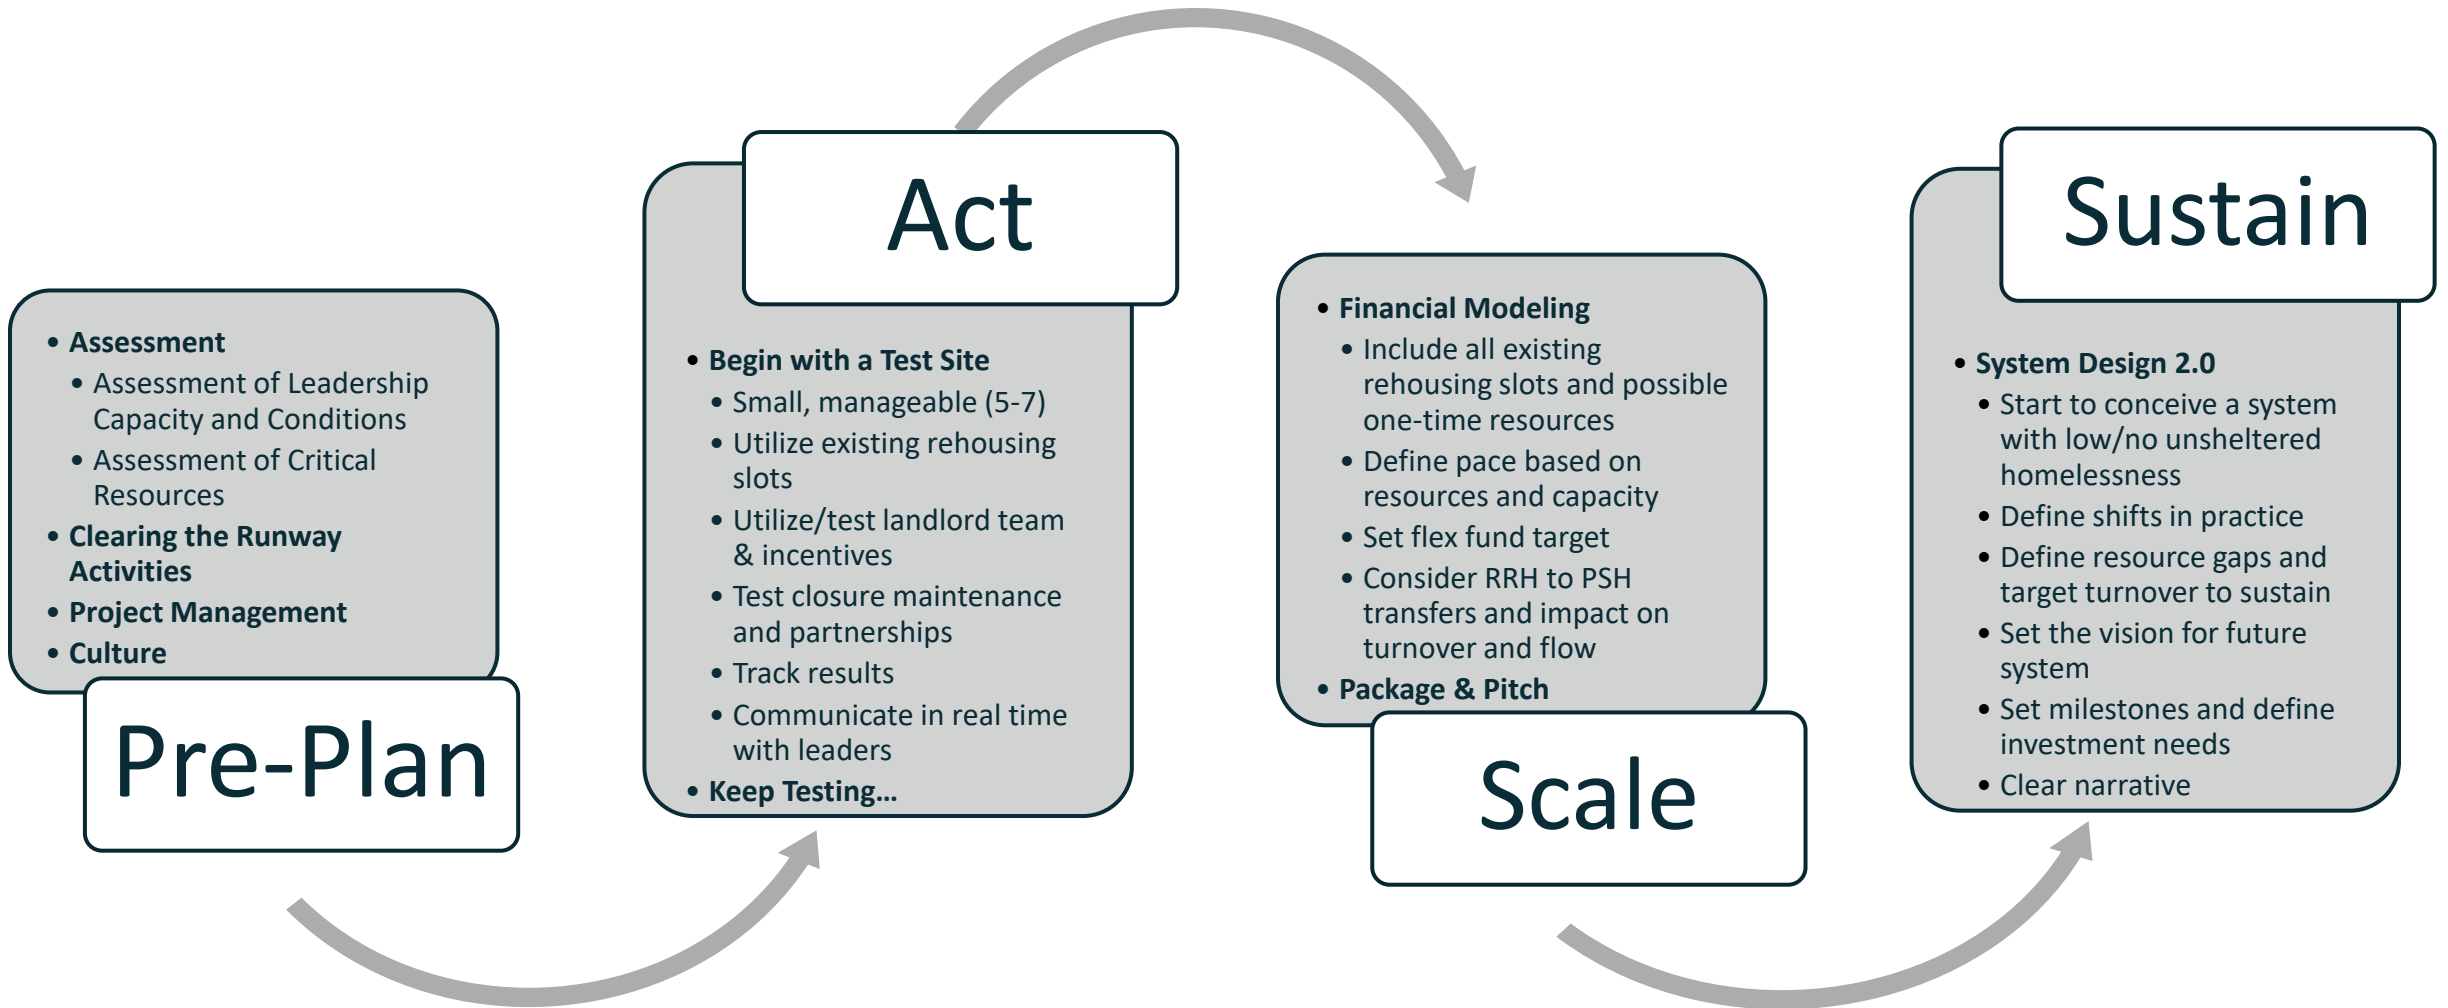 • Assessment
• Assessment of Leadership
Capacity and Conditions
• Assessment of Critical
Resources
• Clearing the Runway
Activities
• Project Management
• Culture
Pre-Plan
Act
• Begin with a Test Site
• Small, manageable (5-7)
• Utilize existing rehousing
slots
• Utilize/test landlord team
& incentives
• Test closure maintenance
and partnerships
• Track results
• Communicate in real time
with leaders
• Keep Testing…
• Financial Modeling
• Include all existing
rehousing slots and possible
one-time resources
• Define pace based on
resources and capacity
• Set flex fund target
• Consider RRH to PSH
transfers and impact on
turnover and flow
• Package & Pitch
Scale
Sustain
• System Design 2.0
• Start to conceive a system
with low/no unsheltered
homelessness
• Define shifts in practice
• Define resource gaps and
target turnover to sustain
• Set the vision for future
system
• Set milestones and define
investment needs
• Clear narrative